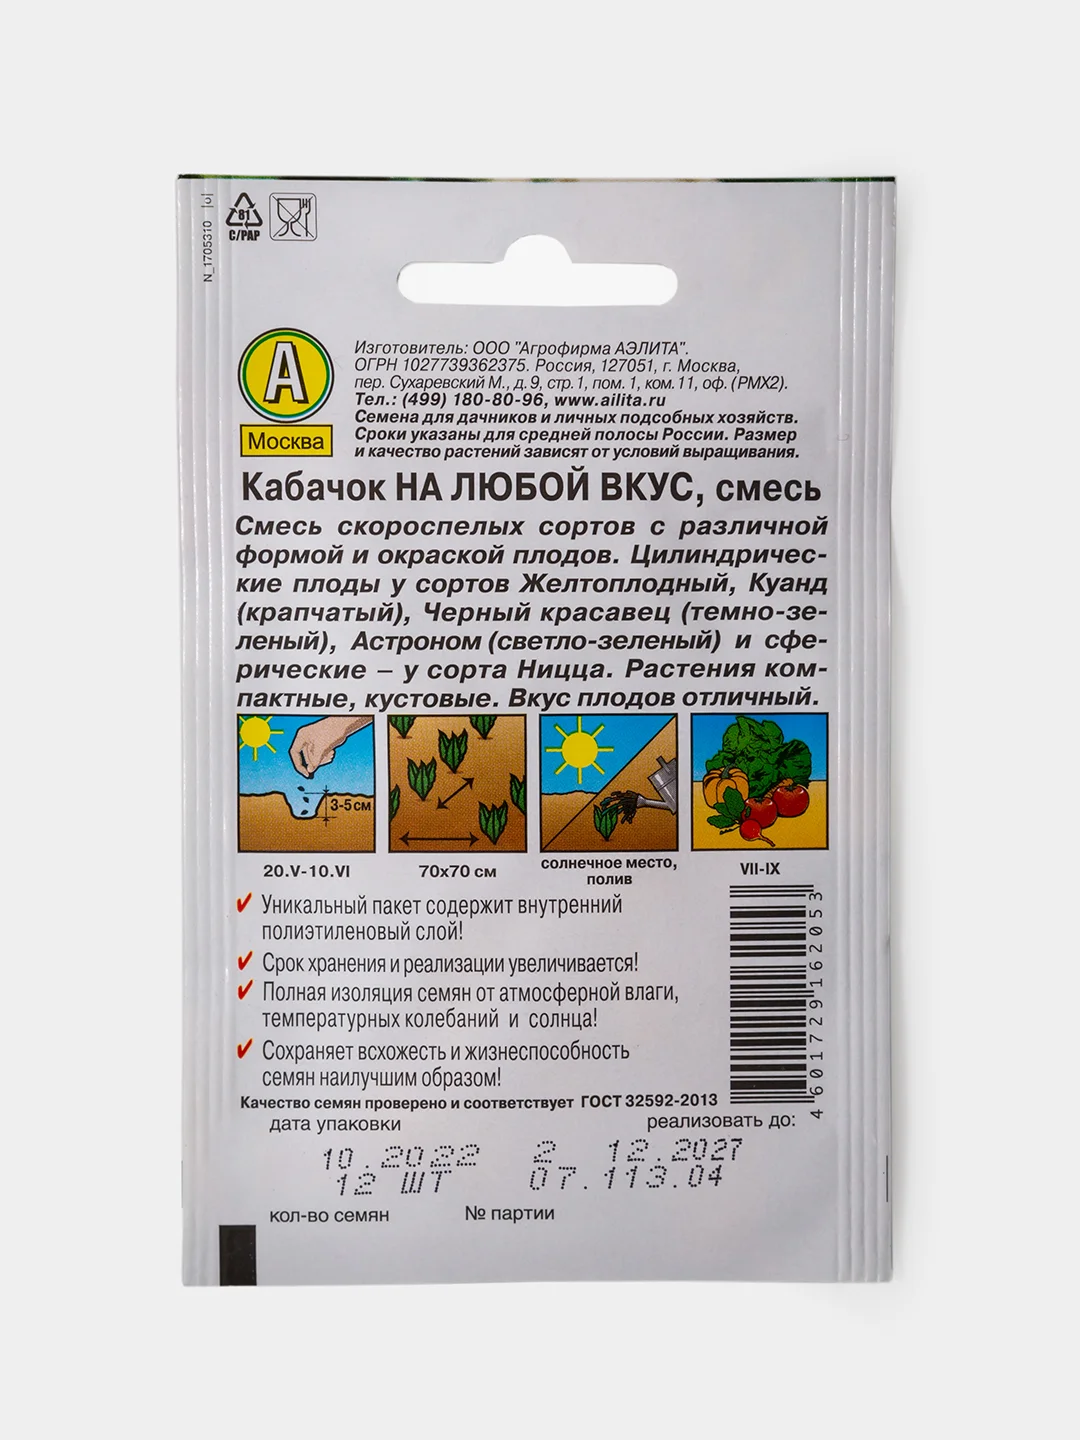 81
C/PAP
N_1705310
Изготовитель: ООО "Агрофирма АЭЛИТА".
ОГРН 1027739362375. Россия, 127051, г. Москва,
пер. Сухаревский М., д. 9, стр. 1, пом. 1, ком. 11, оф. (РМХ2).
Тел.: (499) 180-80-96, www.ailita.ru
Семена для дачников и личных подсобных хозяйств.
Сроки указаны для средней полосы России. Размер
и качество растений зависят от условий выращивания.
А
Москва
Кабачок НА ЛЮБОЙ ВКУС, смесь
Смесь скороспелых сортов с различной
формой и окраской плодов. Цилиндричес-
кие плоды у сортов Желтоплодный, Куанд
(крапчатый), Черный красавец (темно-зе-
леный), Астроном (светло-зеленый) и сфе-
рические – у сорта Ницца. Растения ком-
пактные, кустовые. Вкус плодов отличный.
3-5 см
20.V-10.VI
70х70 см
солнечное место,
полив
VII-IX
Уникальный пакет содержит внутренний
полиэтиленовый слой!
Срок хранения и реализации увеличивается!
Полная изоляция семян от атмосферной влаги,
температурных колебаний и солнца!
Сохраняет всхожесть и жизнеспособность
семян наилучшим образом!
4601729162053
Качество семян проверено и соответствует ГОСТ 32592-2013
дата упаковки реализовать до:
10.2022 2 12.2027
12 ШТ 07.113.04
кол-во семян № партии